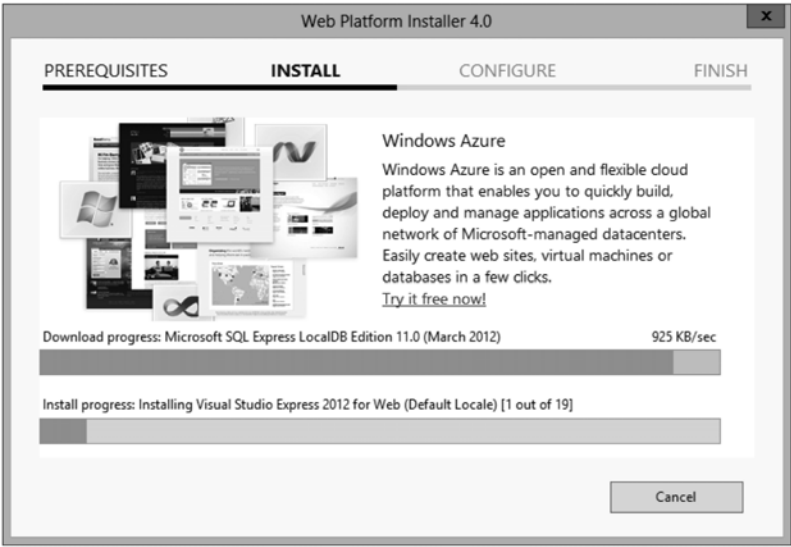 Web Platform Installer 4.0
x
PREREQUISITES INSTALL CONFIGURE FINISH
Windows Azure
Windows Azure is an open and flexible cloud
platform that enables you to quickly build,
deploy and manage applications across a global
network of Microsoft-managed datacenters.
Easily create web sites, virtual machines or
databases in a few clicks.
Try it free now!
Download progress: Microsoft SQL Express LocalDB Edition 11.0 (March 2012) 925 KB/sec
Install progress: Installing Visual Studio Express 2012 for Web (Default Locale) [1 out of 19]
Cancel